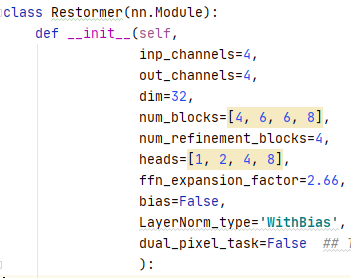 class Restormer(nn.Module):
    def __init__(self,
                 inp_channels=4,
                 out_channels=4,
                 dim=32,
                 num_blocks=[4, 6, 6, 8],
                 num_refinement_blocks=4,
                 heads=[1, 2, 4, 8],
                 ffn_expansion_factor=2.66,
                 bias=False,
                 LayerNorm_type='WithBias',
                 dual_pixel_task=False  ##
                 ):